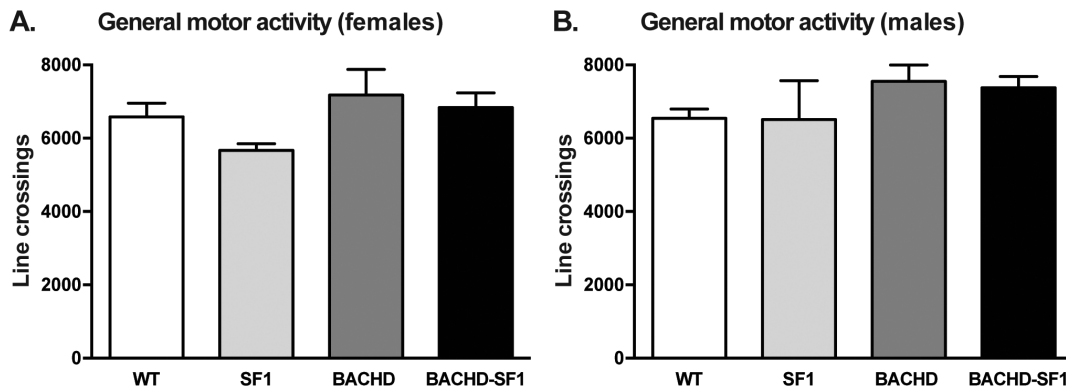 A. General motor activity (females)
Line crossings
8000
6000
4000
2000
0
WT SF1 BACHD BACHD-SF1
B. General motor activity (males)
Line crossings
8000
6000
4000
2000
0
WT SF1 BACHD BACHD-SF1